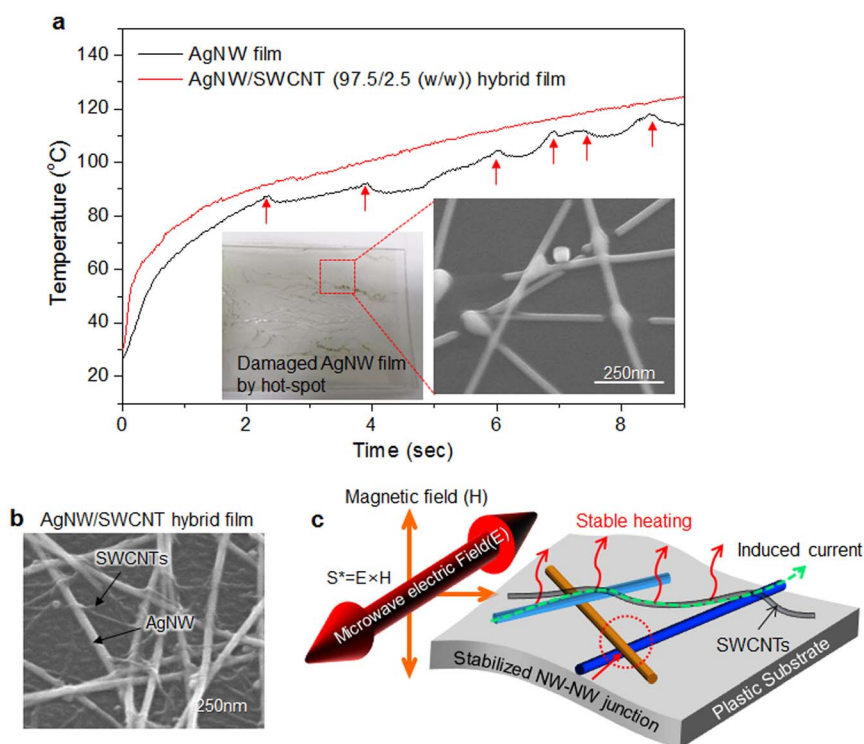 a
140
120
100
80
60
40
20
0
2
4
6
8
Temperature (°C)
Time (sec)
AgNW film
AgNW/SWCNT (97.5/2.5 (w/w)) hybrid film
Damaged AgNW film
by hot-spot
250nm
b
AgNW/SWCNT hybrid film
SWCNTs
AgNW
250nm
c
Magnetic field (H)
S*=E×H
Microwave electric Field(E)
Stable heating
Induced current
SWCNTs
Stabilized NW-NW
junction
Plastic Substrate